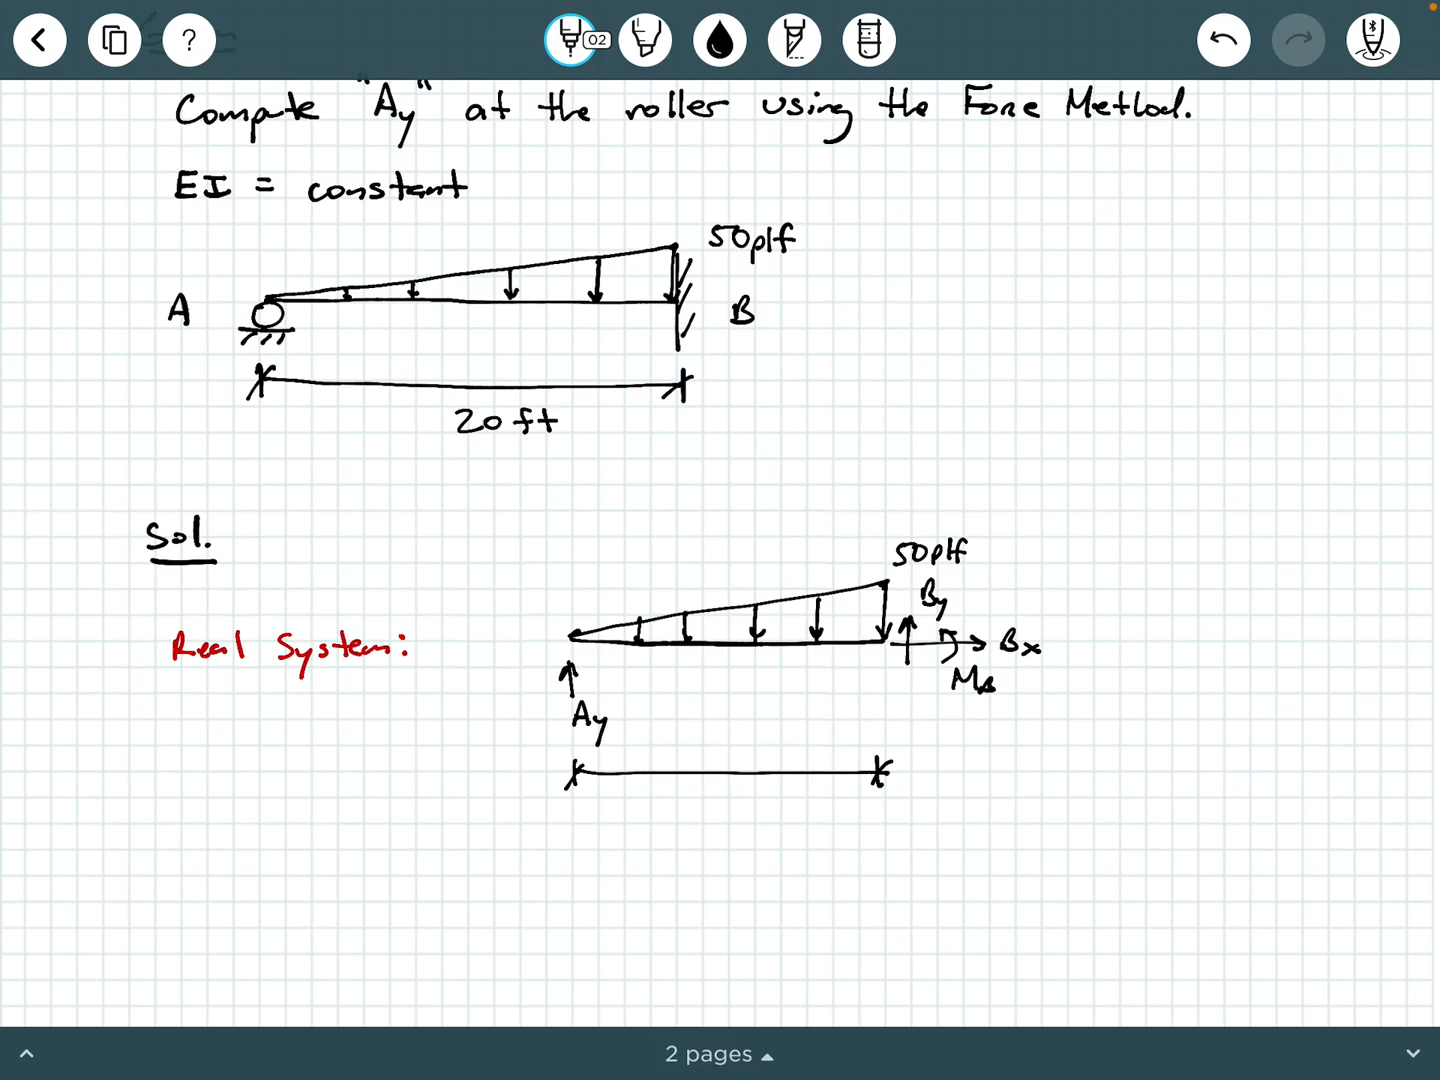 ?
02
Compute "Ay" at the roller using the Force Method.
EI = constant
50plf
A
B
20 ft
Sol.
50plf
By
Real System:
Bx
MB
Ay
2 pages